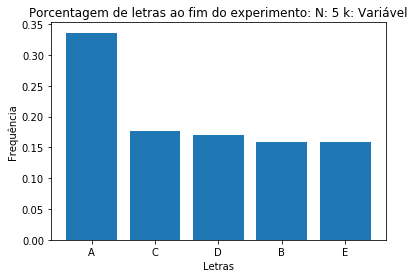 Porcentagem de letras ao fim do experimento: N: 5 k: Variável
0.35
0.30
0.25
0.20
0.15
0.10
0.05
0.00
Frequência
A C D B E
Letras